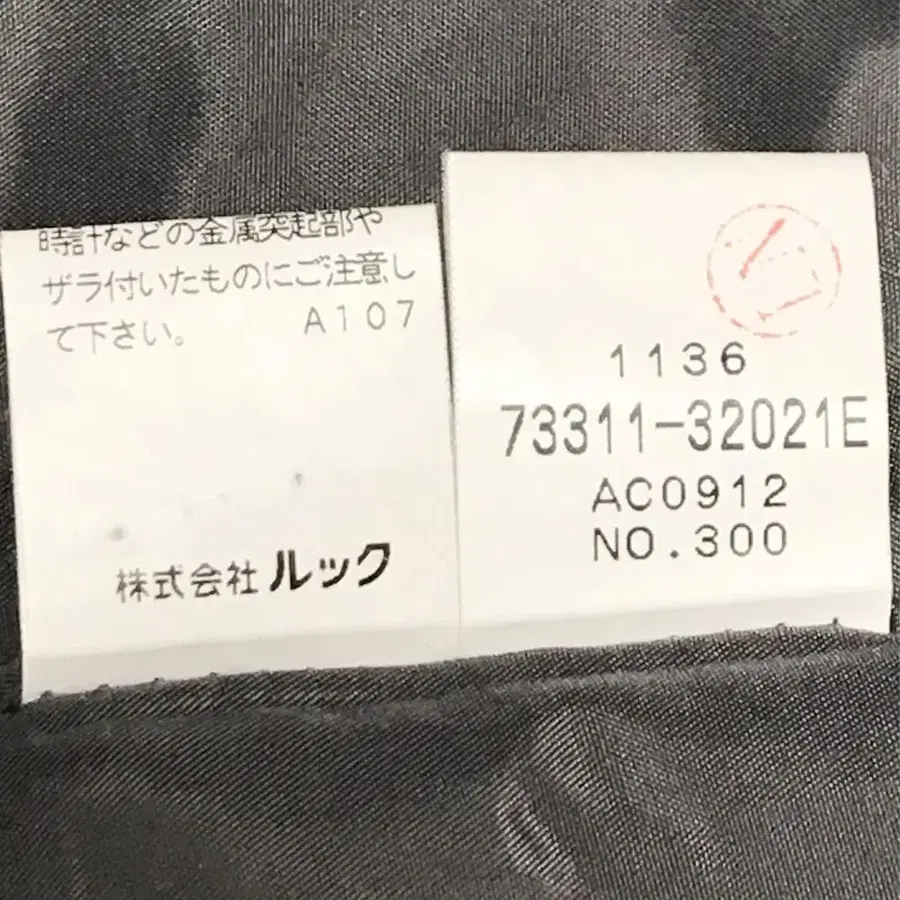 時計などの金属突起部や
ザラ付いたものにご注意し
て下さい。 A107
株式会社 ルック
1136
73311-32021E
AC0912
NO.300